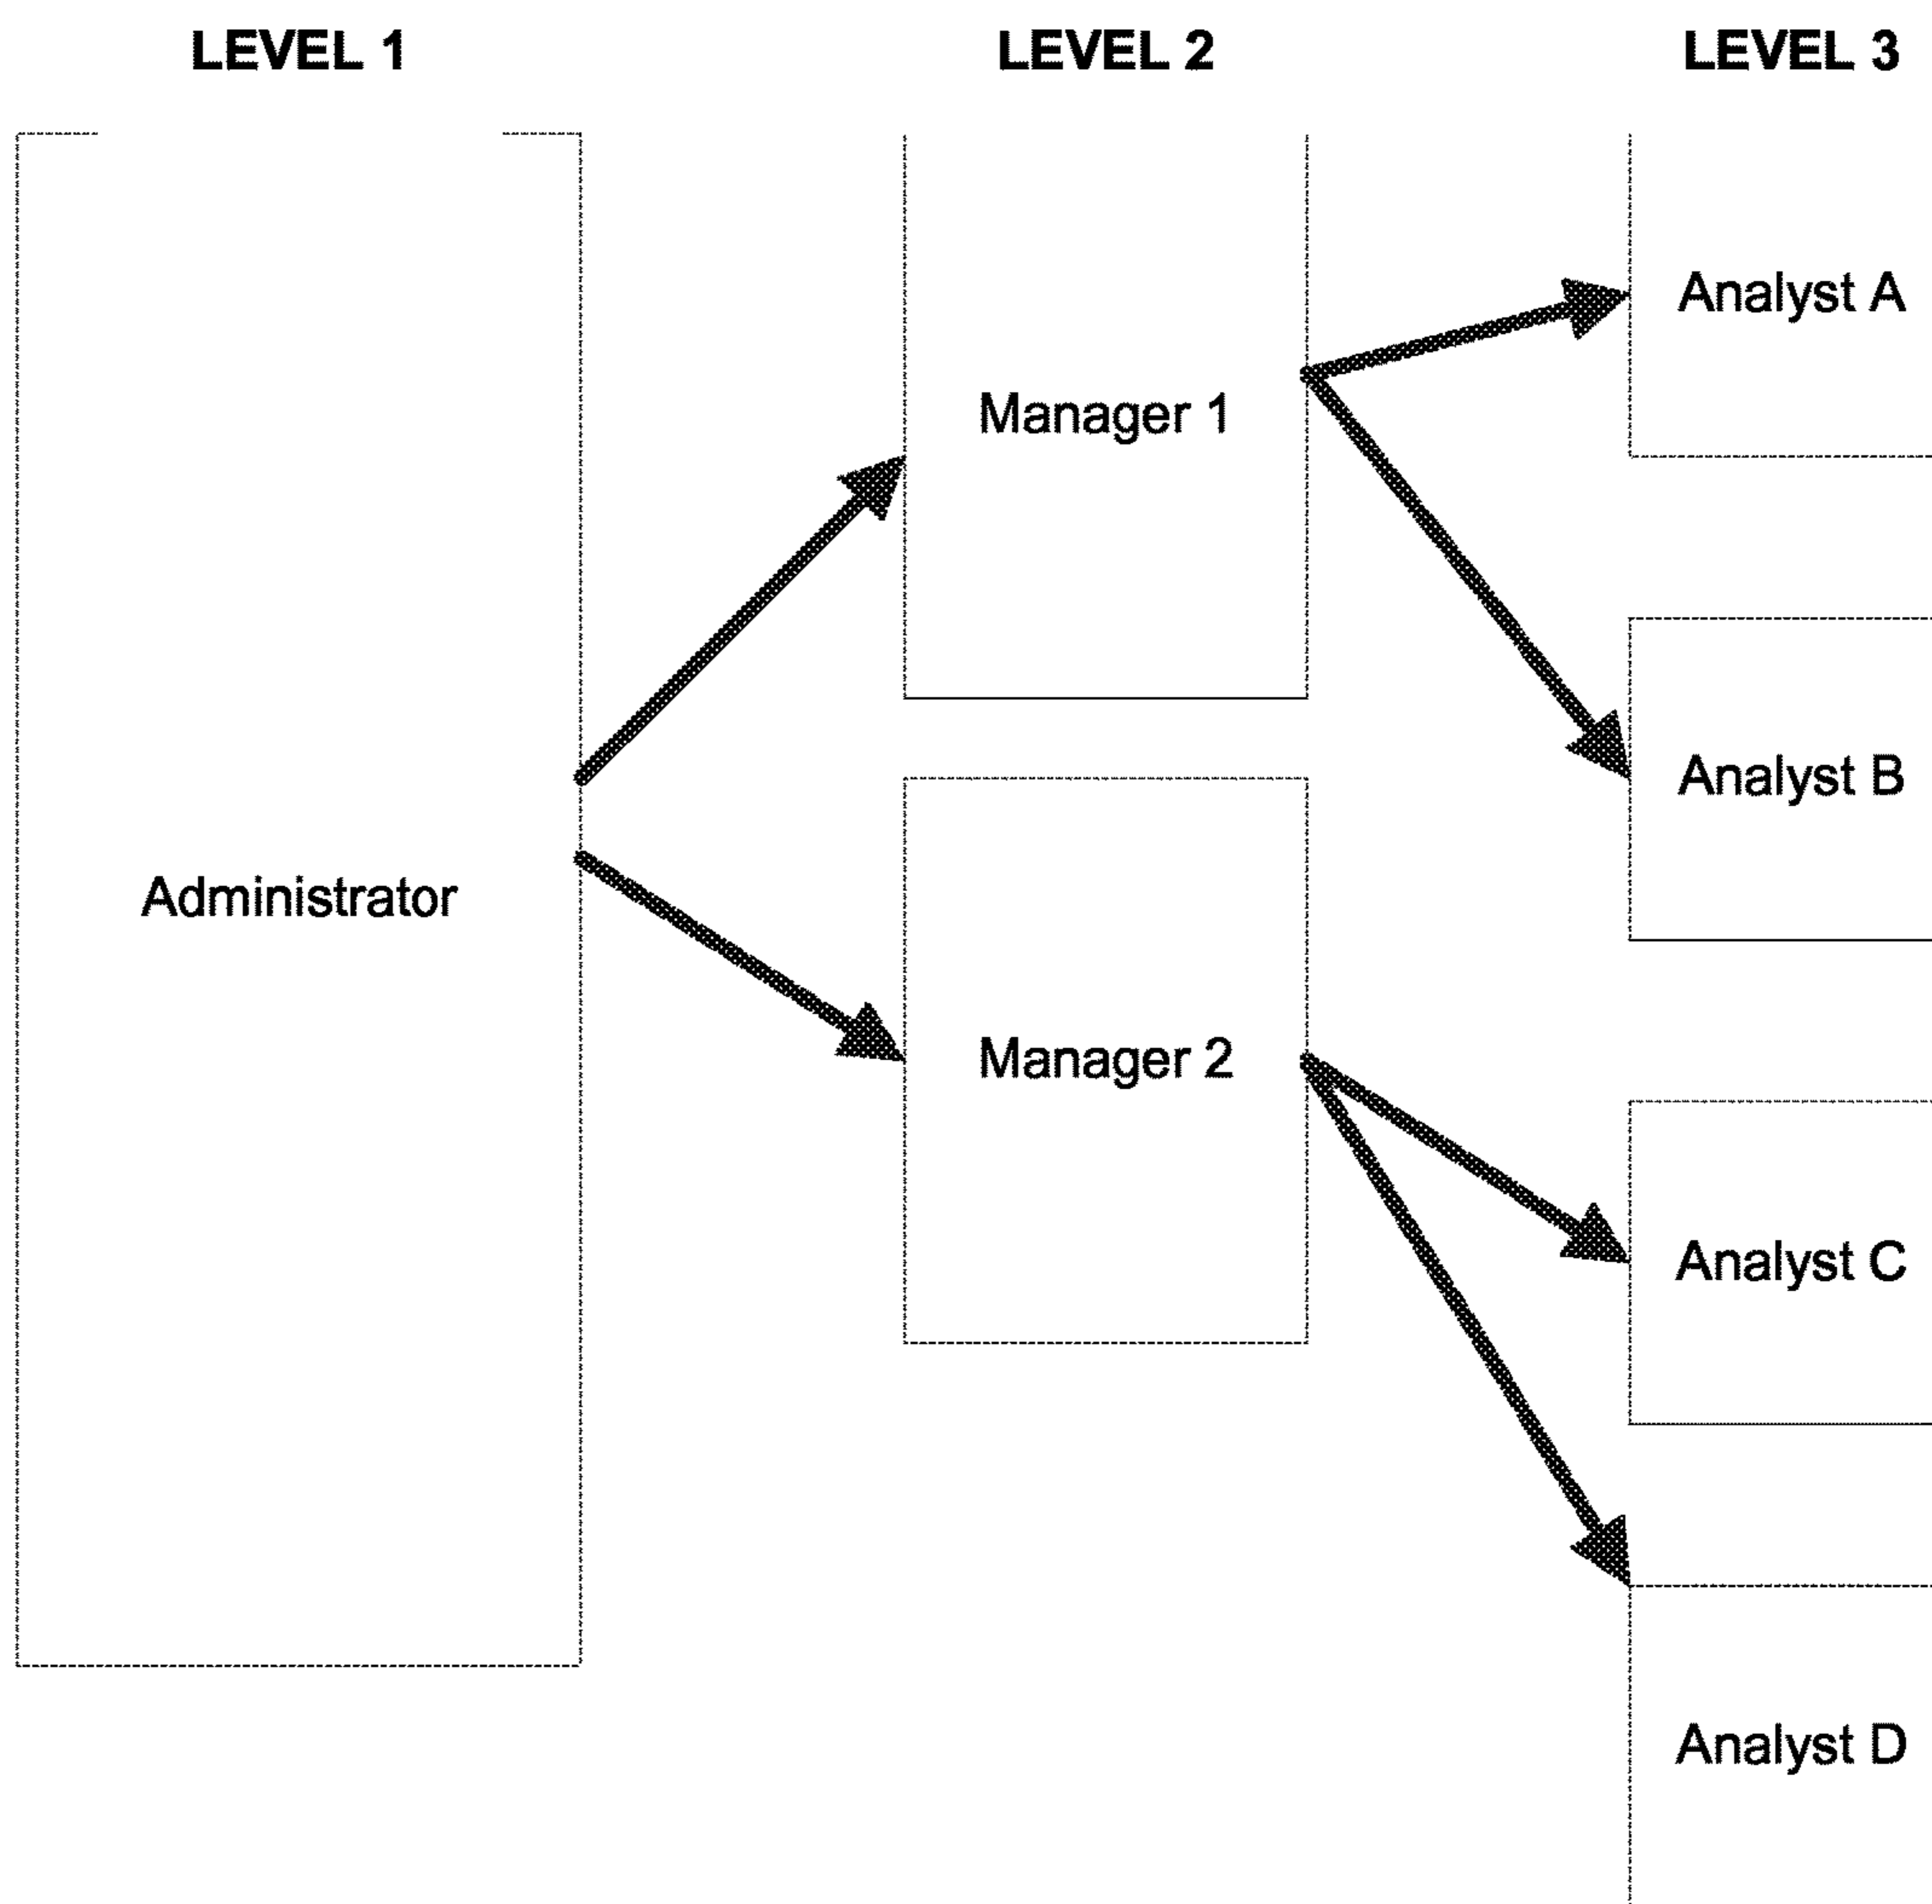 LEVEL 1
LEVEL 2
LEVEL 3
Administrator
Manager 1
Manager 2
Analyst A
Analyst B
Analyst C
Analyst D